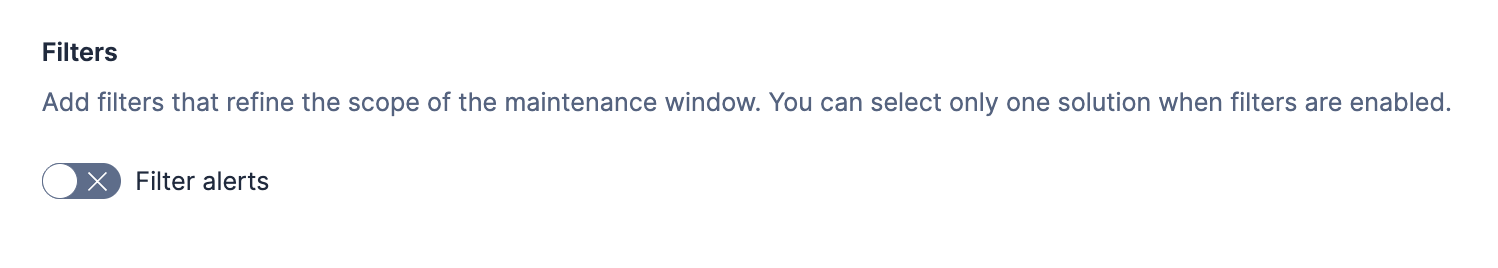 Filters
Add filters that refine the scope of the maintenance window. You can select only one solution when filters are enabled.
Filter alerts